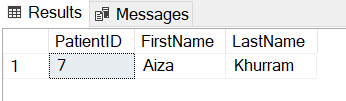 Results Messages
PatientID FirstName LastName
1 7 Aiza Khurram